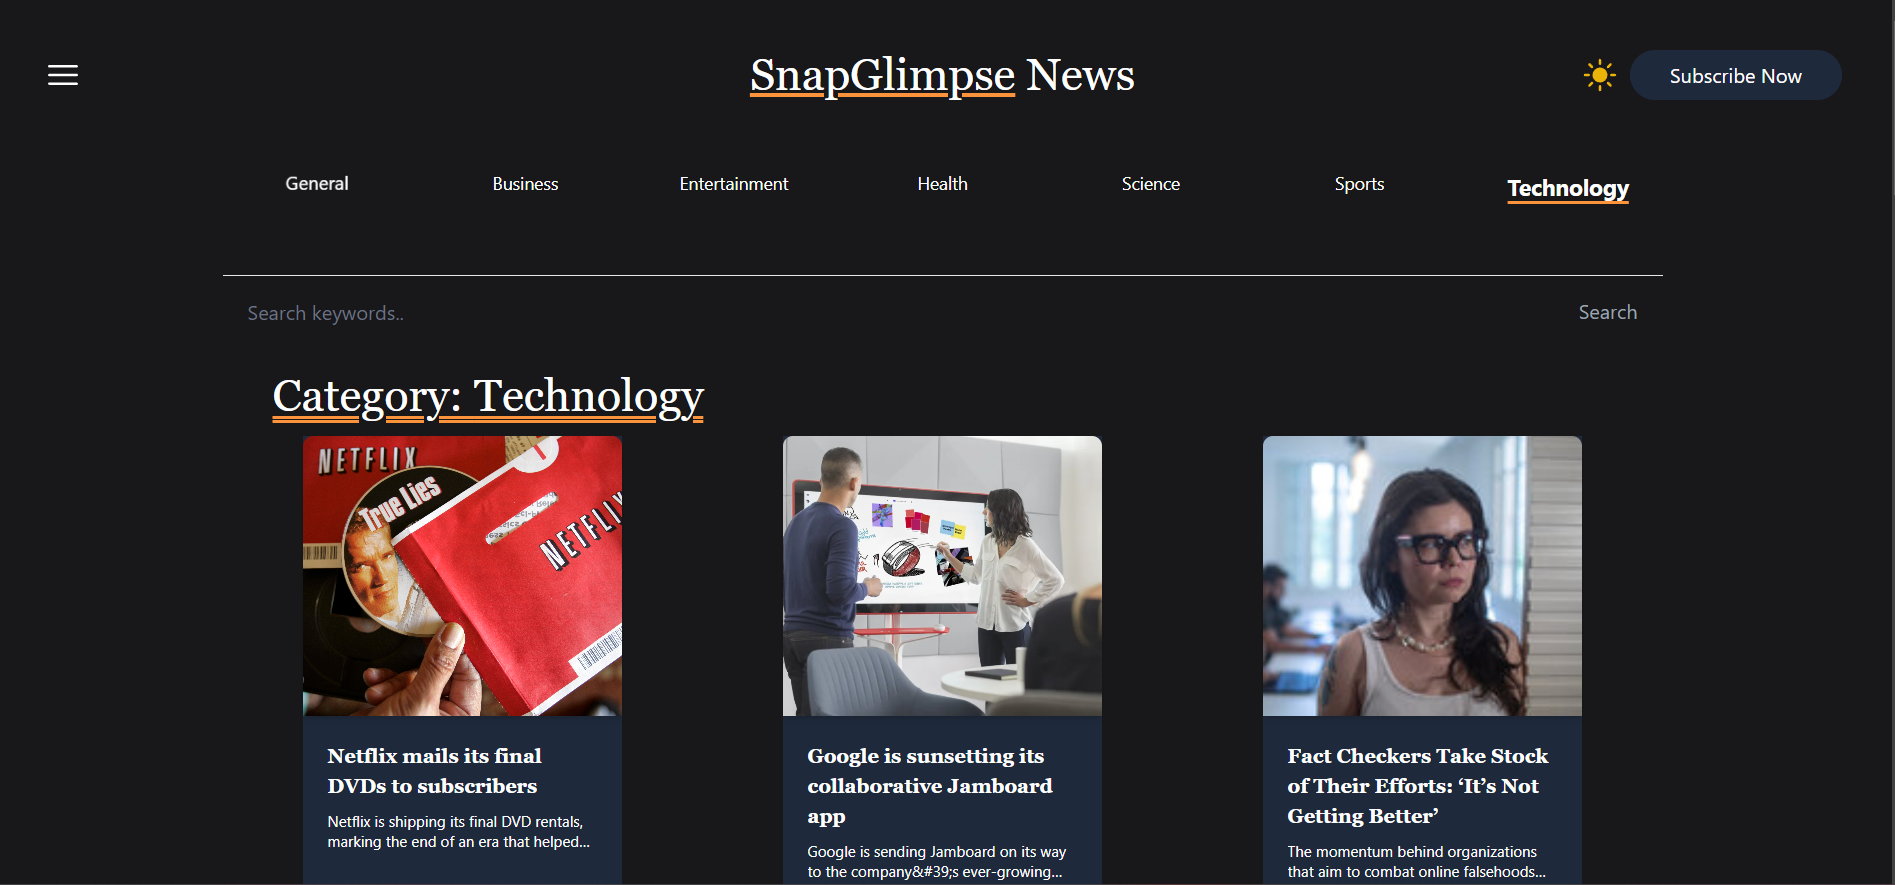 SnapGlimpse News
Subscribe Now
General
Business
Entertainment
Health
Science
Sports
Technology
Search keywords..
Search
Category: Technology
NETFLIX
True Lies
NETFLIX
Netflix mails its final
DVDs to subscribers
Netflix is shipping its final DVD rentals,
marking the end of an era that helped...
Google is sunsetting its
collaborative Jamboard
app
Google is sending Jamboard on its way
to the company&#39;s ever-growing...
Fact Checkers Take Stock
of Their Efforts: ‘It’s Not
Getting Better’
The momentum behind organizations
that aim to combat online falsehoods...